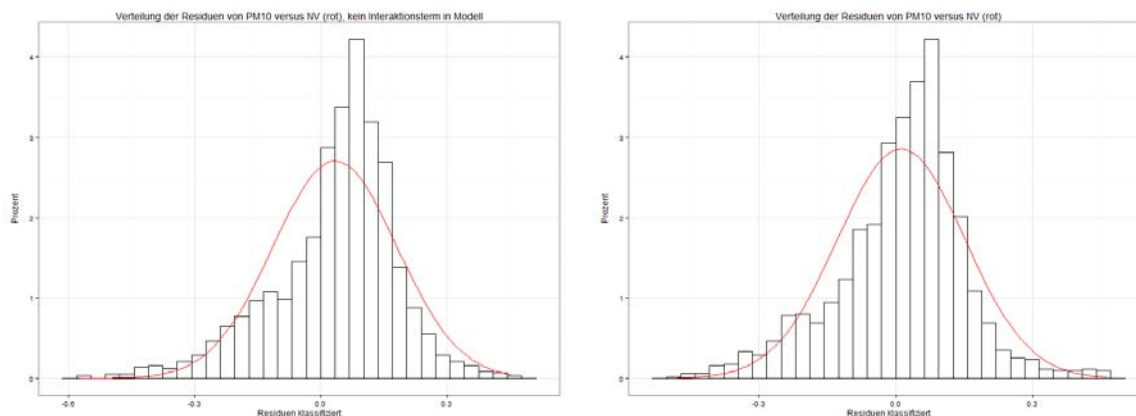 Verteilung der Residuen von PM10 versus NV (rot), kein Interaktionsterm in Modell
4
3
2
1
0
Prozent
-0.6
-0.3
0.0
0.3
Residuen klassifiziert
Verteilung der Residuen von PM10 versus NV (rot)
4
3
2
1
0
Prozent
-0.3
0.0
0.3
Residuen klassifiziert